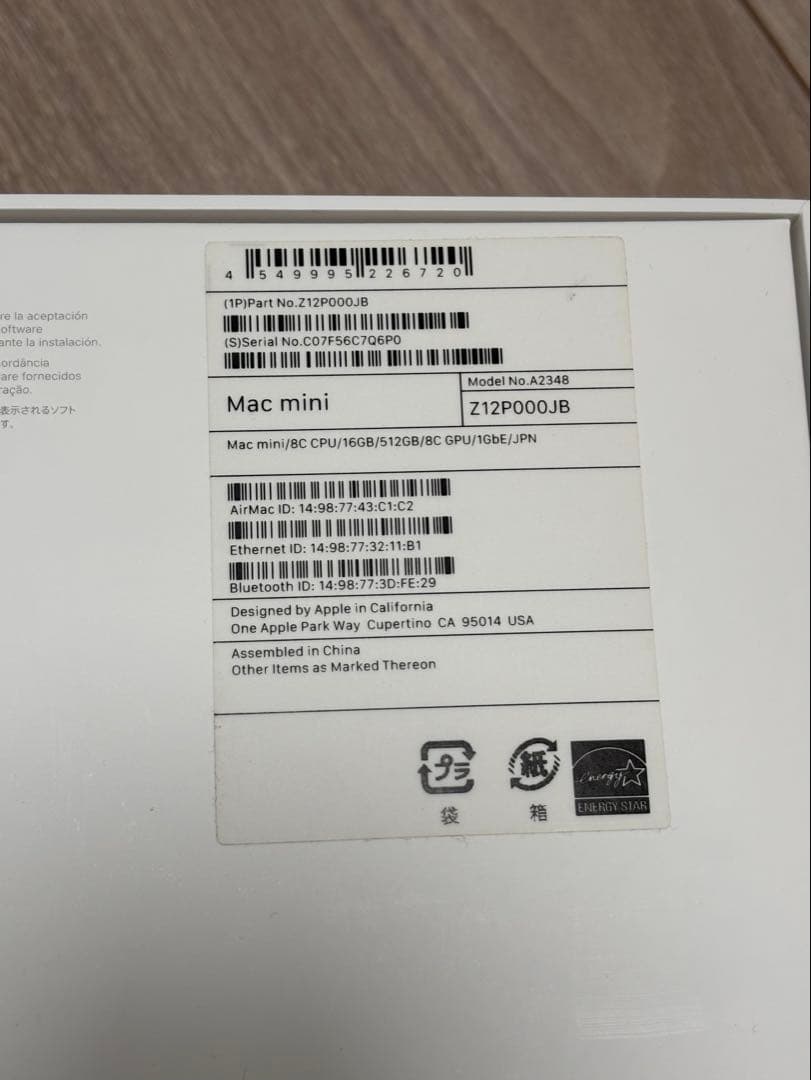 re la aceptación
oftware
ante la instalación.
ordância
are fornecidos
ração.
表示されるソフト
す。
4 549995 226720
(1P)Part No.Z12P000JB
(S)Serial No.C07F56C7Q6P0
Mac mini
Model No.A2348
Z12P000JB
Mac mini/8C CPU/16GB/512GB/8C GPU/1GbE/JPN
AirMac ID: 14:98:77:43:C1:C2
Ethernet ID: 14:98:77:32:11:B1
Bluetooth ID: 14:98:77:3D:FE:29
Designed by Apple in California
One Apple Park Way Cupertino CA 95014 USA
Assembled in China
Other Items as Marked Thereon
プラ
袋
紙
箱
energy
ENERGY STAR